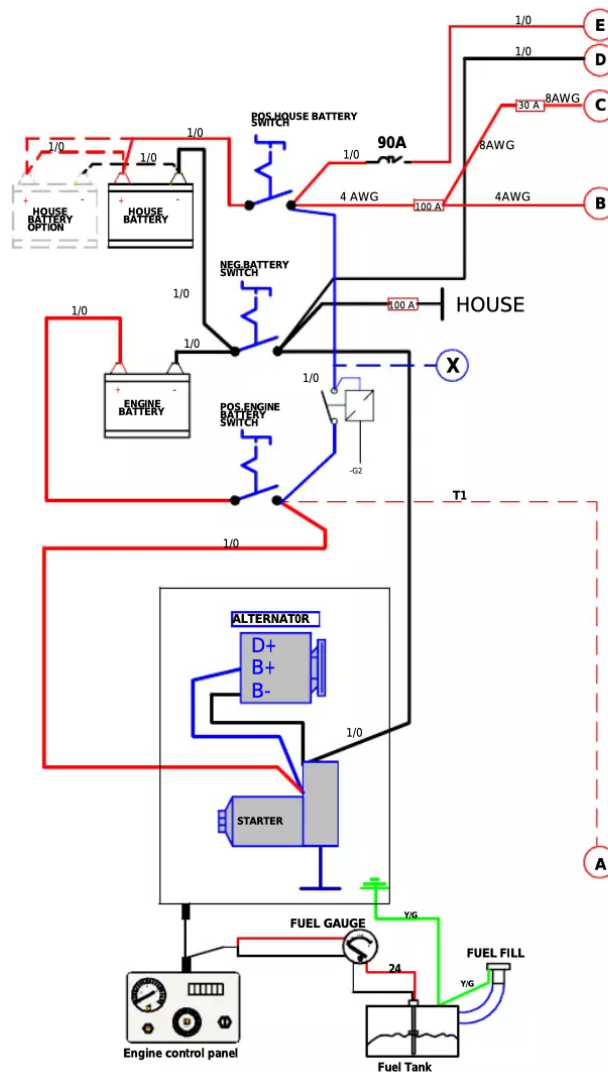 1/0
E
1/0
D
POS.HOUSE BATTERY
SWITCH
8AWG
30 A
C
1/0
90A
1/0
1/0
1/0
8AWG
+
-
+
-
HOUSE
BATTERY
OPTION
HOUSE
BATTERY
4 AWG
100 A
4AWG
B
NEG.BATTERY
SWITCH
1/0
100 A
HOUSE
1/0
1/0
X
+
-
ENGINE
BATTERY
1/0
POS.ENGINE
BATTERY
SWITCH
-G2
T1
1/0
ALTERNATOR
D+
B+
B-
1/0
STARTER
A
Y/G
FUEL GAUGE
FUEL FILL
24
Y/G
Engine control panel
Fuel Tank